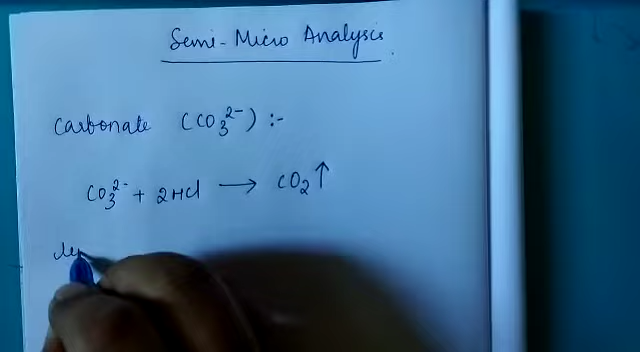 Semi-Micro Analysis
Carbonate (CO₃²⁻) :-
CO₃²⁻ + 2HCl ⟶ CO₂↑